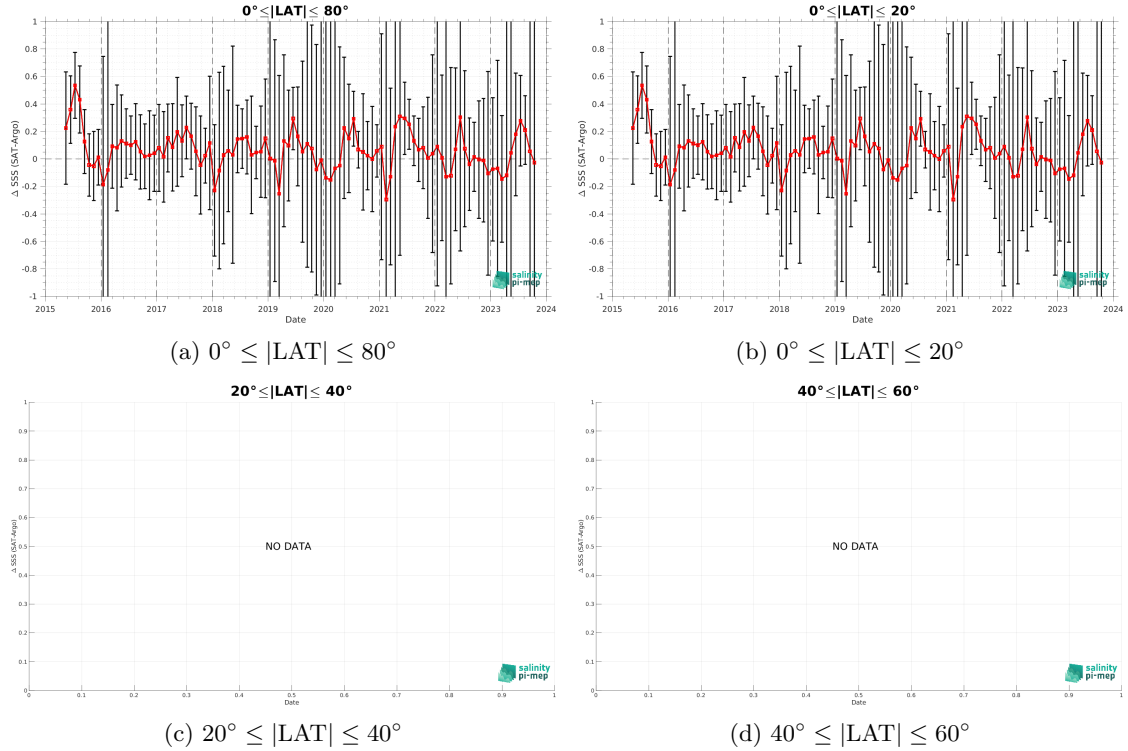 0°≤|LAT|≤ 80°
1
0.8
0.6
0.4
0.2
0
-0.2
-0.4
-0.6
-0.8
-1
Δ SSS (SAT-Argo)
2015 2016 2017 2018 2019 2020 2021 2022 2023 2024
Date
salinity
pi-mep
(a) 0° ≤ |LAT| ≤ 80°
0°≤|LAT|≤ 20°
1
0.8
0.6
0.4
0.2
0
-0.2
-0.4
-0.6
-0.8
-1
Δ SSS (SAT-Argo)
2015 2016 2017 2018 2019 2020 2021 2022 2023 2024
Date
salinity
pi-mep
(b) 0° ≤ |LAT| ≤ 20°
20°≤|LAT|≤ 40°
1
0.9
0.8
0.7
0.6
0.5
0.4
0.3
0.2
0.1
0
Δ SSS (SAT-Argo)
NO DATA
0 0.1 0.2 0.3 0.4 0.5 0.6 0.7 0.8 0.9 1
Date
salinity
pi-mep
(c) 20° ≤ |LAT| ≤ 40°
40°≤|LAT|≤ 60°
1
0.9
0.8
0.7
0.6
0.5
0.4
0.3
0.2
0.1
0
Δ SSS (SAT-Argo)
NO DATA
0 0.1 0.2 0.3 0.4 0.5 0.6 0.7 0.8 0.9 1
Date
salinity
pi-mep
(d) 40° ≤ |LAT| ≤ 60°